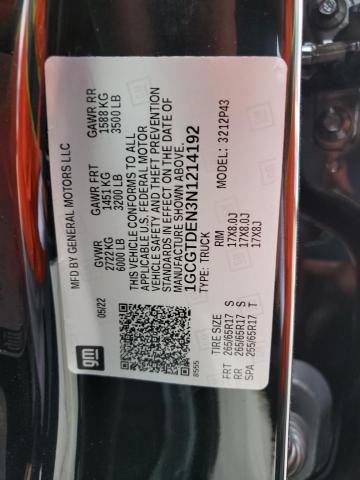 MFD BY GENERAL MOTORS LLC
05/22
GVWR
2722 KG
6000 LB
GAWR FRT
1451 KG
3200 LB
GAWR RR
1588 KG
3500 LB
THIS VEHICLE CONFORMS TO ALL
APPLICABLE U.S. FEDERAL MOTOR
VEHICLE SAFETY AND THEFT PREVENTION
STANDARDS IN EFFECT ON THE DATE OF
MANUFACTURE SHOWN ABOVE.
1GCGTDEN3N1214192
TYPE: TRUCK
MODEL: 3212P43
gm
8555
TIRE SIZE
RIM
FRT 265/65R17 S 17X8.0J
RR 265/65R17 S 17X8.0J
SPA 255/65R17 T 17X8J